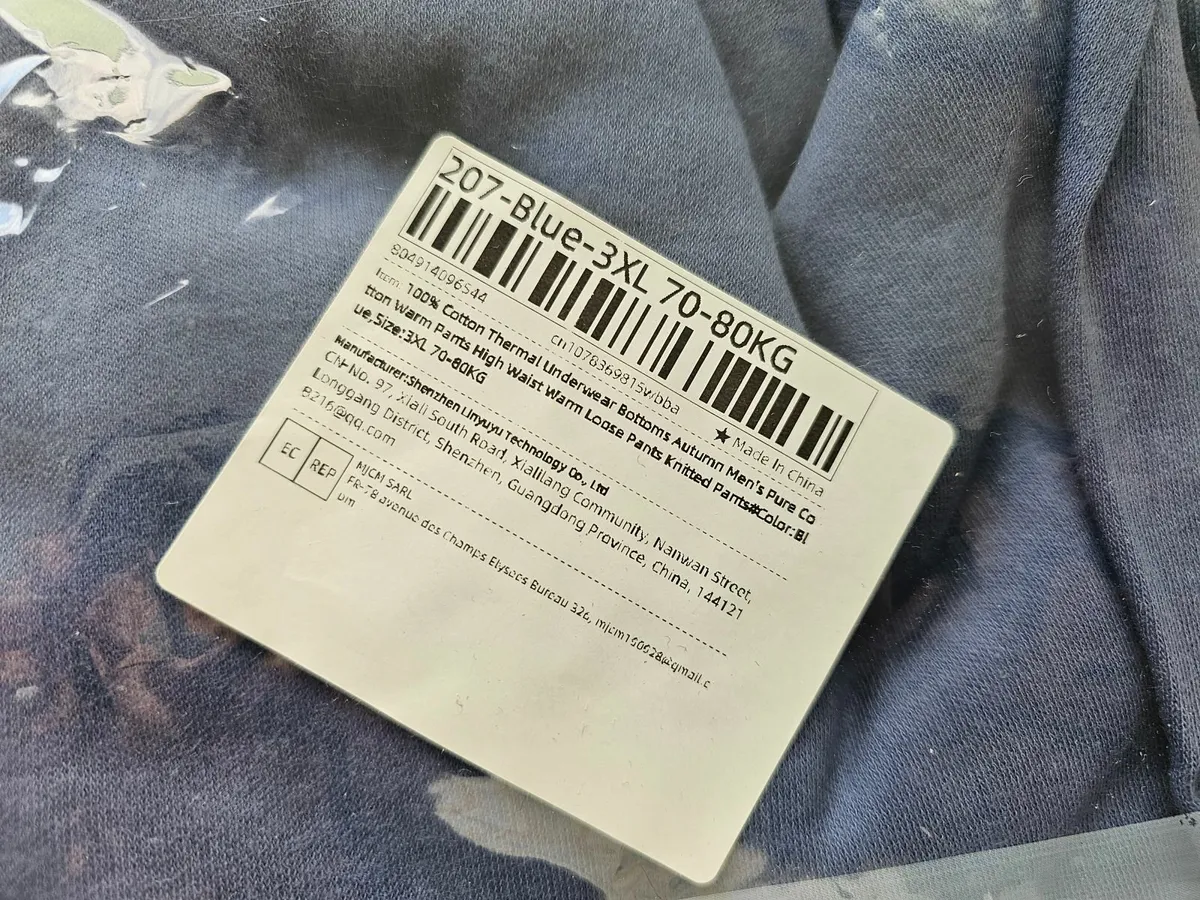 207-Blue-3XL 70-80KG
804914096544
cn1078369815wbba
★ Made in China
Item: 100% Cotton Thermal Underwear Bottoms Autumn Men's Pure Co
tton Warm Pants High Waist Warm Loose Pants Knitted Pants#Color:Bl
ue,Size:3XL 70-80KG
Manufacturer:Shenzhen Linyuyu Technology Co., Ltd
CN-No. 97, Xiali South Road, Xialilang Community, Nanwan Street,
Longgang District, Shenzhen, Guangdong Province, China, 144121
8216@qq.com
EC REP
MJCM SARL
FR-78 avenue des Champs Elysees Bureau 326,